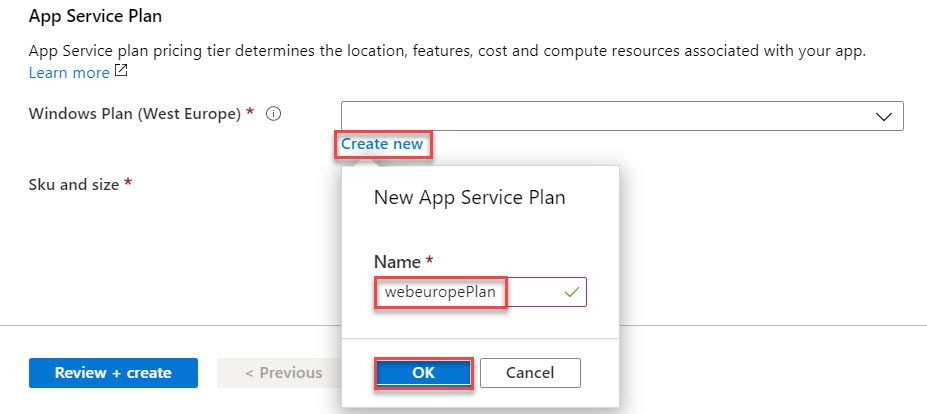 App Service Plan
App Service plan pricing tier determines the location, features, cost and compute resources associated with your app.
Learn more
Windows Plan (West Europe) *
Create new
Sku and size *
New App Service Plan
Name *
webeuropePlan
Review + create
< Previous
OK
Cancel